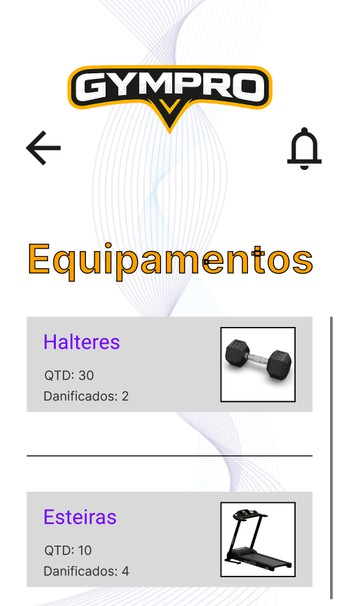 GYMPRO
Equipamentos
Halteres
QTD: 30
Danificados: 2
Esteiras
QTD: 10
Danificados: 4